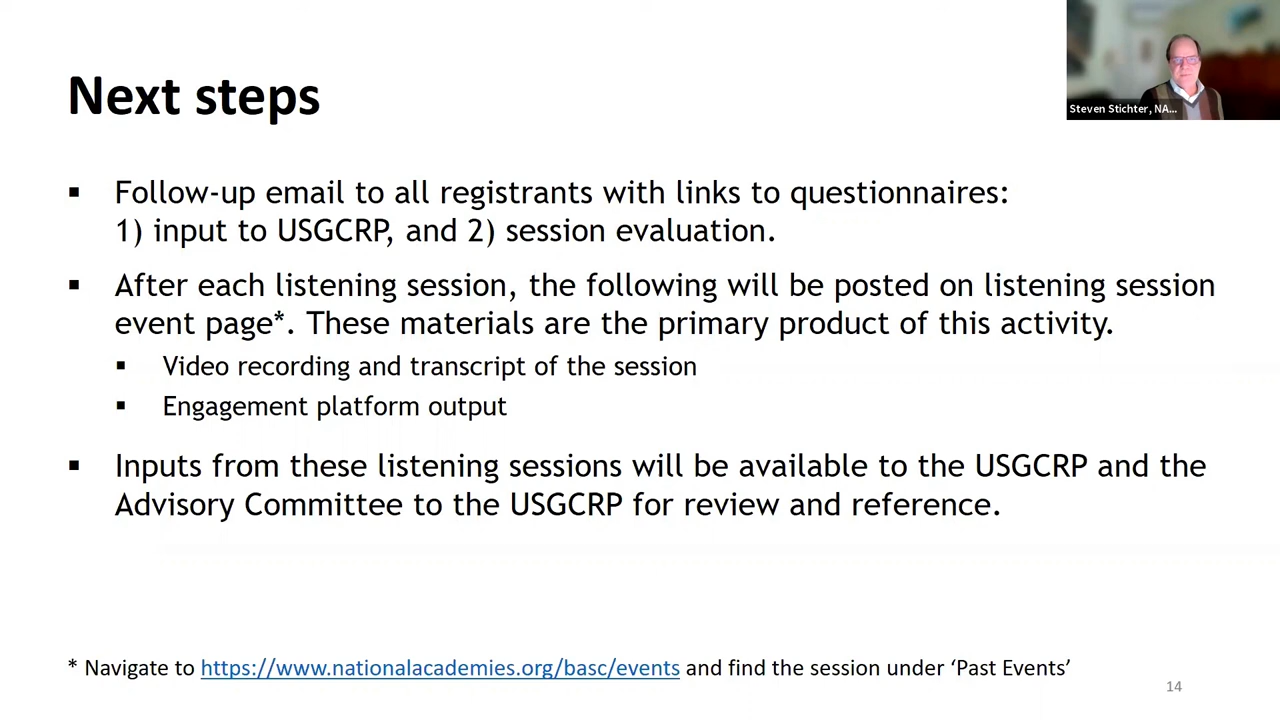 Steven Stichter, NA...
Next steps
▪ Follow-up email to all registrants with links to questionnaires:
1) input to USGCRP, and 2) session evaluation.
▪ After each listening session, the following will be posted on listening session
event page*. These materials are the primary product of this activity.
▪ Video recording and transcript of the session
▪ Engagement platform output
▪ Inputs from these listening sessions will be available to the USGCRP and the
Advisory Committee to the USGCRP for review and reference.
* Navigate to https://www.nationalacademies.org/basc/events and find the session under ‘Past Events’
14